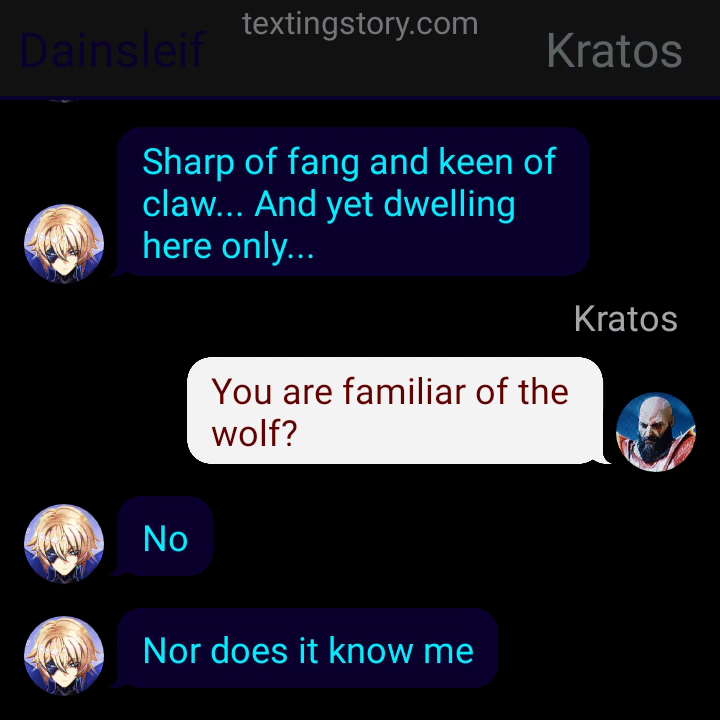 textingstory.com
Dainsleif
Kratos
Sharp of fang and keen of
claw... And yet dwelling
here only...
Kratos
You are familiar of the
wolf?
No
Nor does it know me